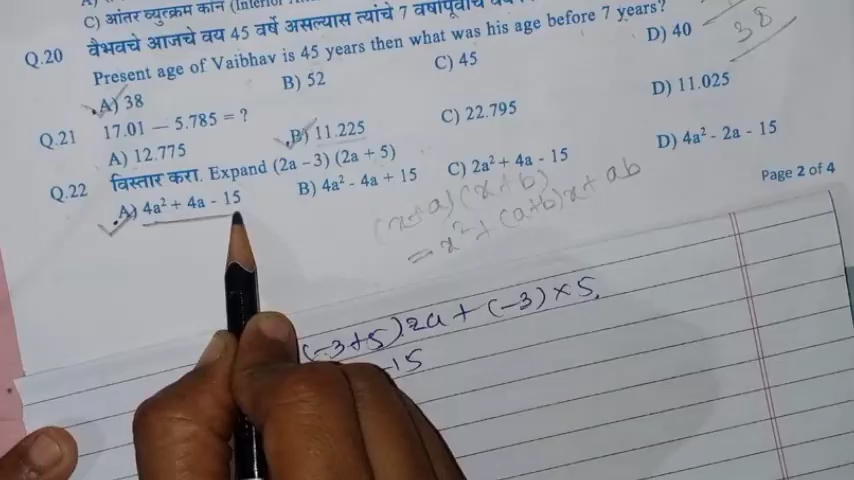 C) आंतर व्युत्क्रम कोन (Interior
38
Q.20 वैभवचे आजचे वय 45 वर्षे असल्यास त्यांचे 7 वर्षापूर्वीचे वय
Present age of Vaibhav is 45 years then what was his age before 7 years?
A) 38 B) 52 C) 45 D) 40
Q.21 17.01 — 5.785 = ?
A) 12.775 B) 11.225 C) 22.795 D) 11.025
Q.22 विस्तार करा. Expand (2a – 3) (2a + 5)
A) 4a² + 4a - 15 B) 4a² - 4a + 15 C) 2a² + 4a - 15 D) 4a² - 2a - 15
(x+a) (x+b)
= x² + (a+b)x + ab
Page 2 of 4
(-3+5).2a + (-3) × 5.
-15